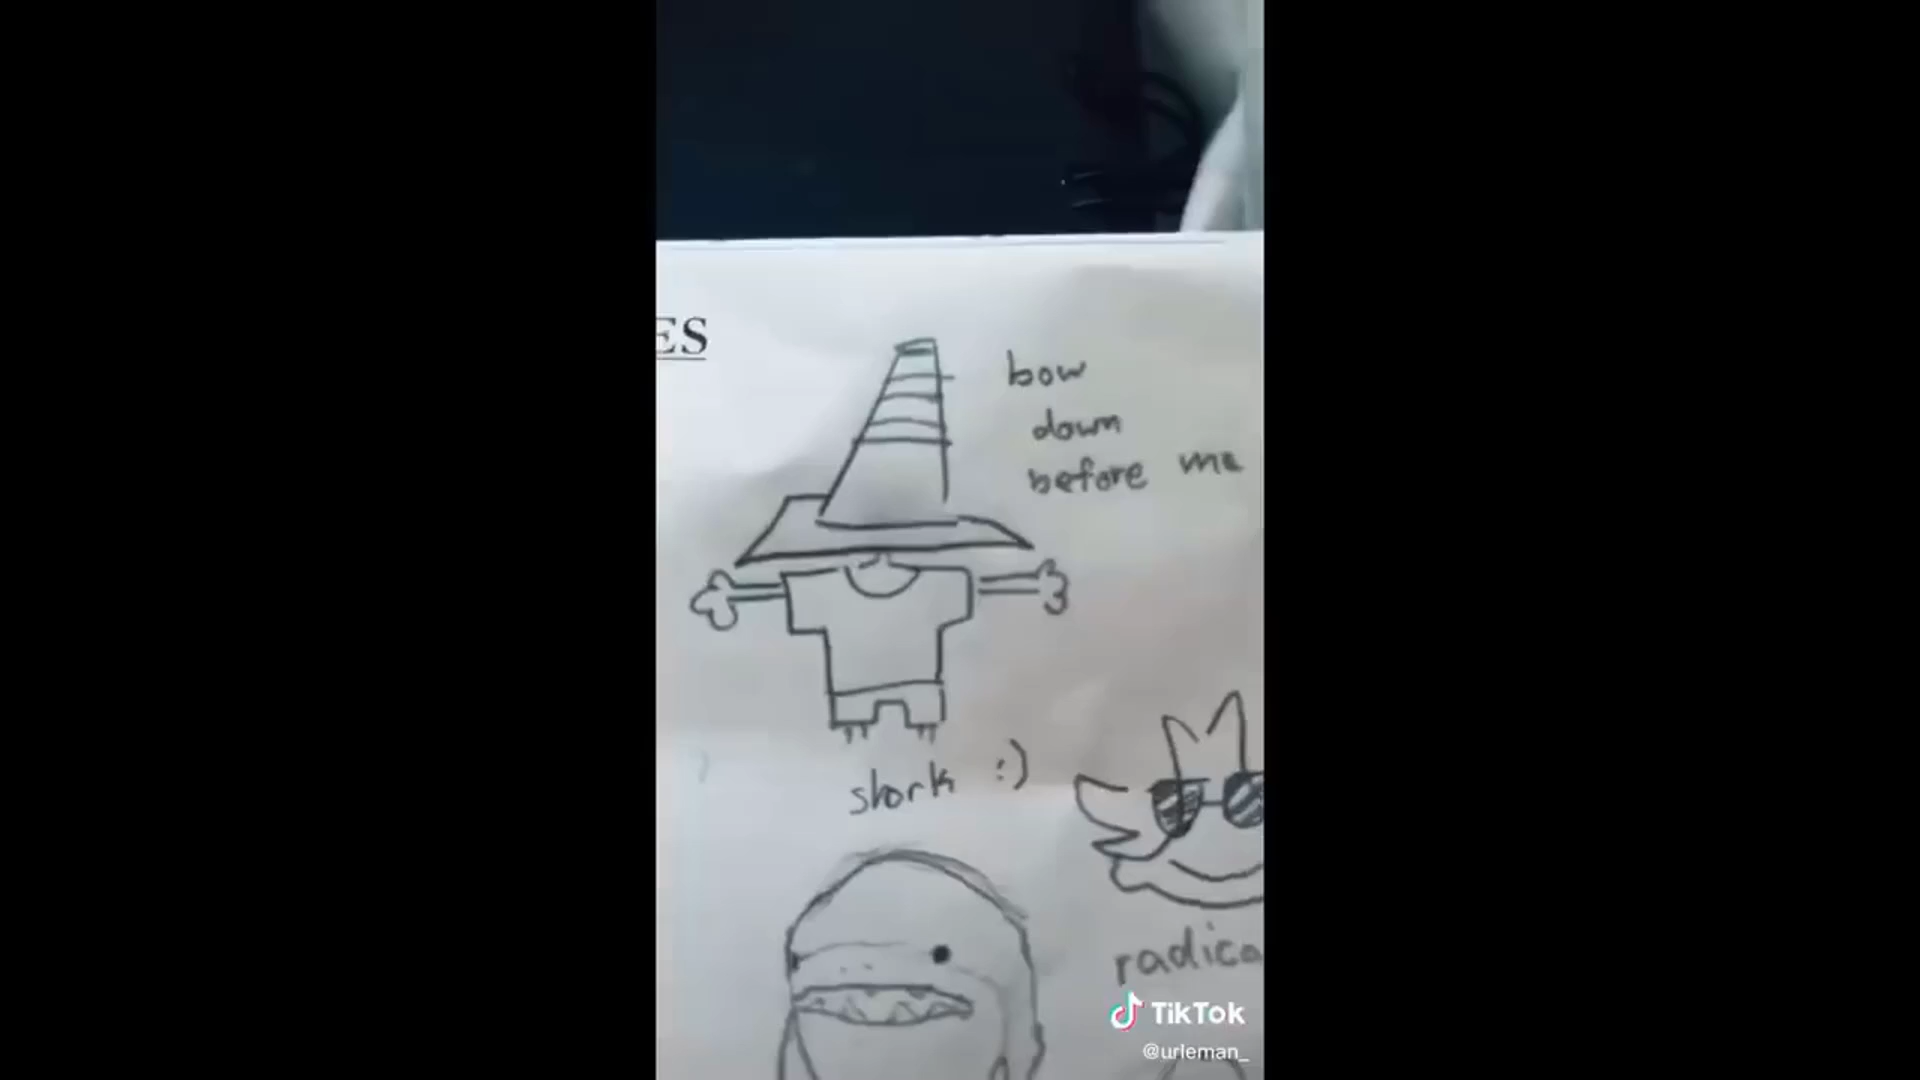 ES
bow
down
before me
shork :)
radica
TikTok
@urleman_